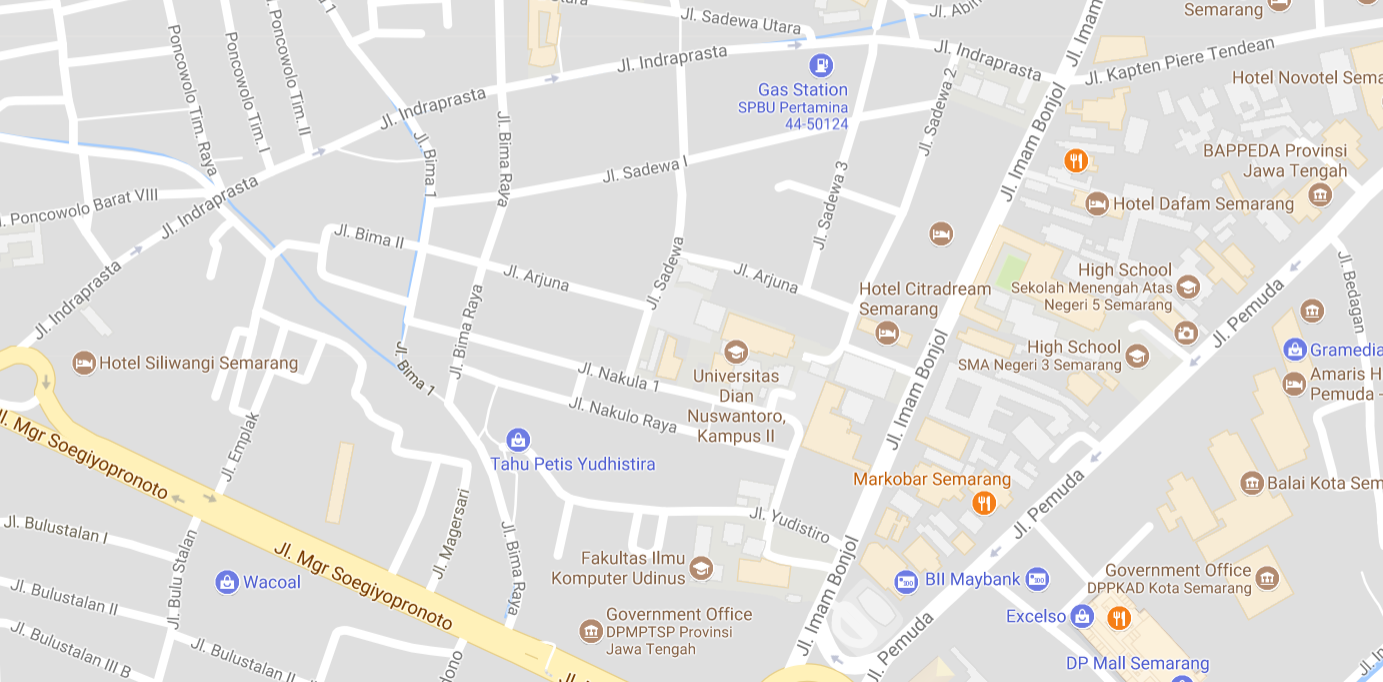 Jl. Sadewa Utara
Jl. Abim
Semarang
Jl. Imam
Poncowolo Tim. Raya
Poncowolo Tim. I
Poncowolo Tim. II
Jl. Indraprasta
Jl. Indraprasta
Jl. Kapten Piere Tendean
Hotel Novotel Sema
Gas Station
SPBU Pertamina
44-50124
Jl. Indraprasta
Jl. Bima 1
Jl. Bima Raya
Jl. Sadewa 2
Jl. Imam Bonjol
BAPPEDA Provinsi
Jawa Tengah
Jl. Sadewa I
Jl. Sadewa 3
l. Poncowolo Barat VIII
Jl. Indraprasta
Hotel Dafam Semarang
Jl. Bima II
Jl. Arjuna
Jl. Sadewa
Jl. Arjuna
Jl. Indraprasta
Hotel Citradream
Semarang
High School
Sekolah Menengah Atas
Negeri 5 Semarang
Jl. Pemuda
Jl. Bedagan
Jl. Bima Raya
Jl. Bima 1
Hotel Siliwangi Semarang
High School
SMA Negeri 3 Semarang
Gramedia
Amaris H
Pemuda -
Jl. Nakula 1
Universitas
Dian
Nuswantoro,
Kampus II
Jl. Imam Bonjol
Jl. Nakulo Raya
Jl. Mgr Soegiyopronoto
Jl. Emplak
Tahu Petis Yudhistira
Markobar Semarang
Balai Kota Sem
Jl. Pemuda
Jl. Bulustalan I
Jl. Bulu Stalan
Jl. Magersari
Jl. Bima Raya
Jl. Yudistiro
Jl. Mgr Soegiyopronoto
Fakultas Ilmu
Komputer Udinus
Wacoal
Jl. Imam Bonjol
BII Maybank
Government Office
DPPKAD Kota Semarang
Jl. Bulustalan II
Government Office
DPMPTSP Provinsi
Jawa Tengah
Excelso
Jl. Pemuda
Jl. Bulustalan III B
Jl. Bulustalan II
DP Mall Semarang